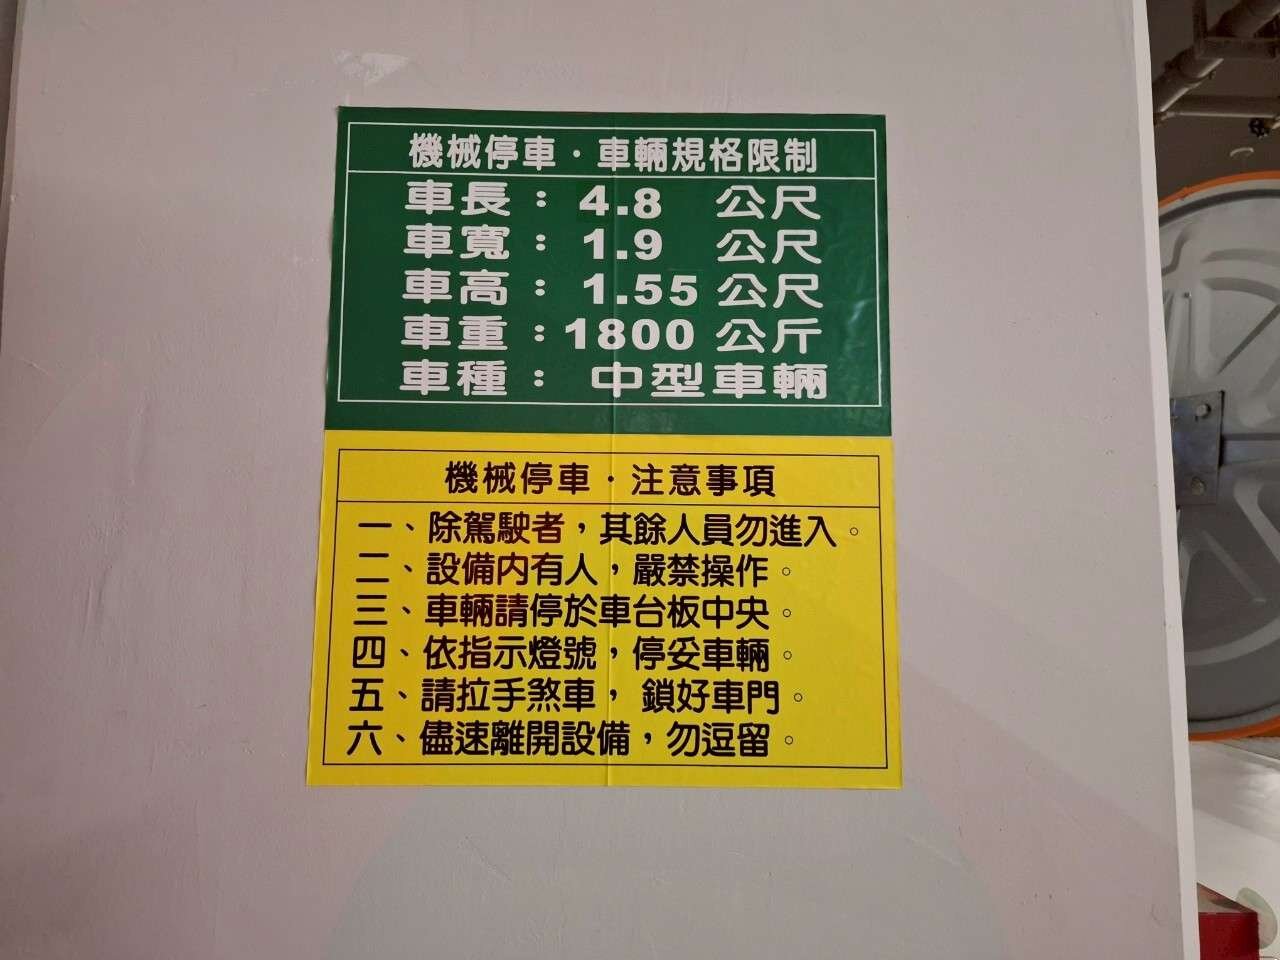 機械停車·車輛規格限制
車長：4.8 公尺
車寬：1.9 公尺
車高：1.55 公尺
車重：1800 公斤
車種：中型車輛
機械停車·注意事項
一、除駕駛者，其餘人員勿進入。
二、設備內有人，嚴禁操作。
三、車輛請停於車台板中央。
四、依指示燈號，停妥車輛。
五、請拉手煞車，鎖好車門。
六、儘速離開設備，勿逗留。